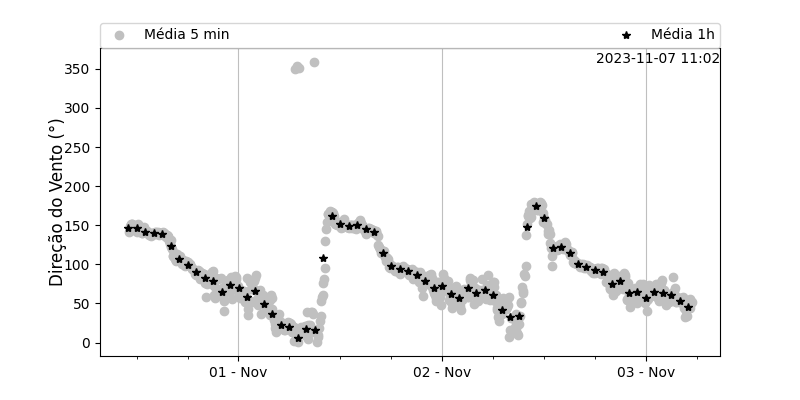 Média 5 min
Média 1h
2023-11-07 11:02
Direção do Vento (°)
350
300
250
200
150
100
50
0
01 - Nov
02 - Nov
03 - Nov